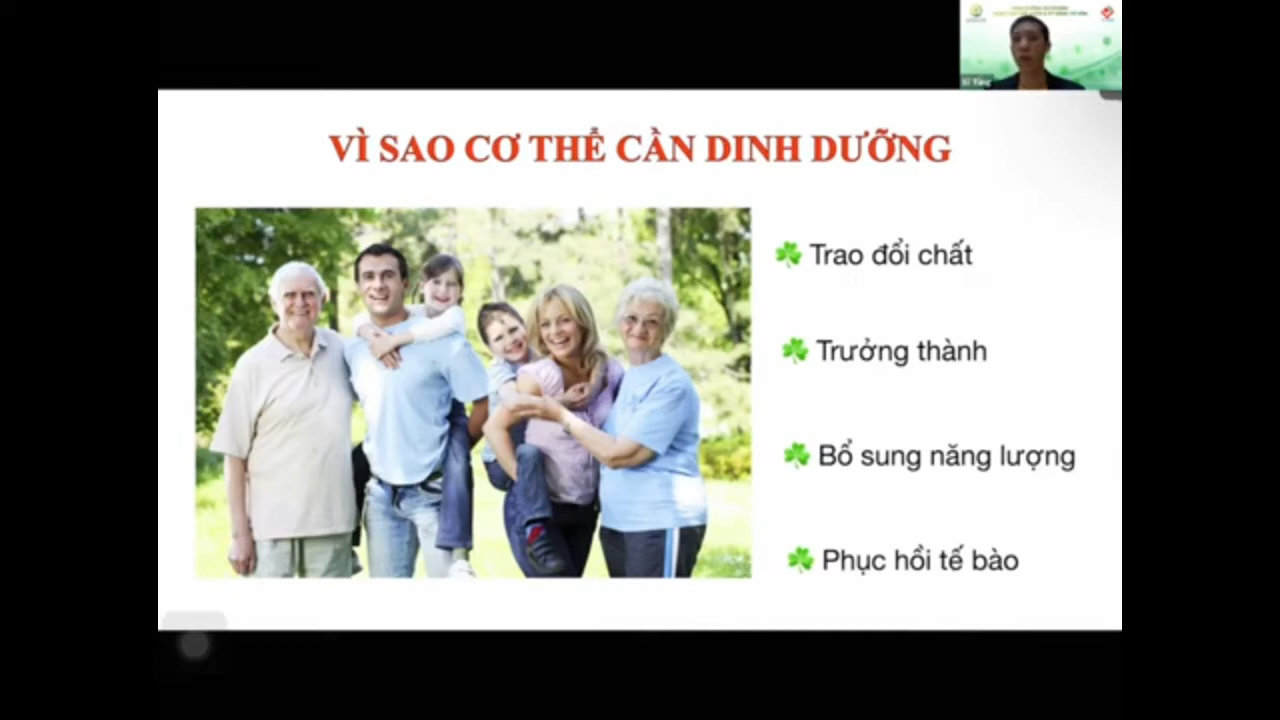 VÌ SAO CƠ THỂ CẦN DINH DƯỠNG
Trao đổi chất
Trưởng thành
Bổ sung năng lượng
Phục hồi tế bào